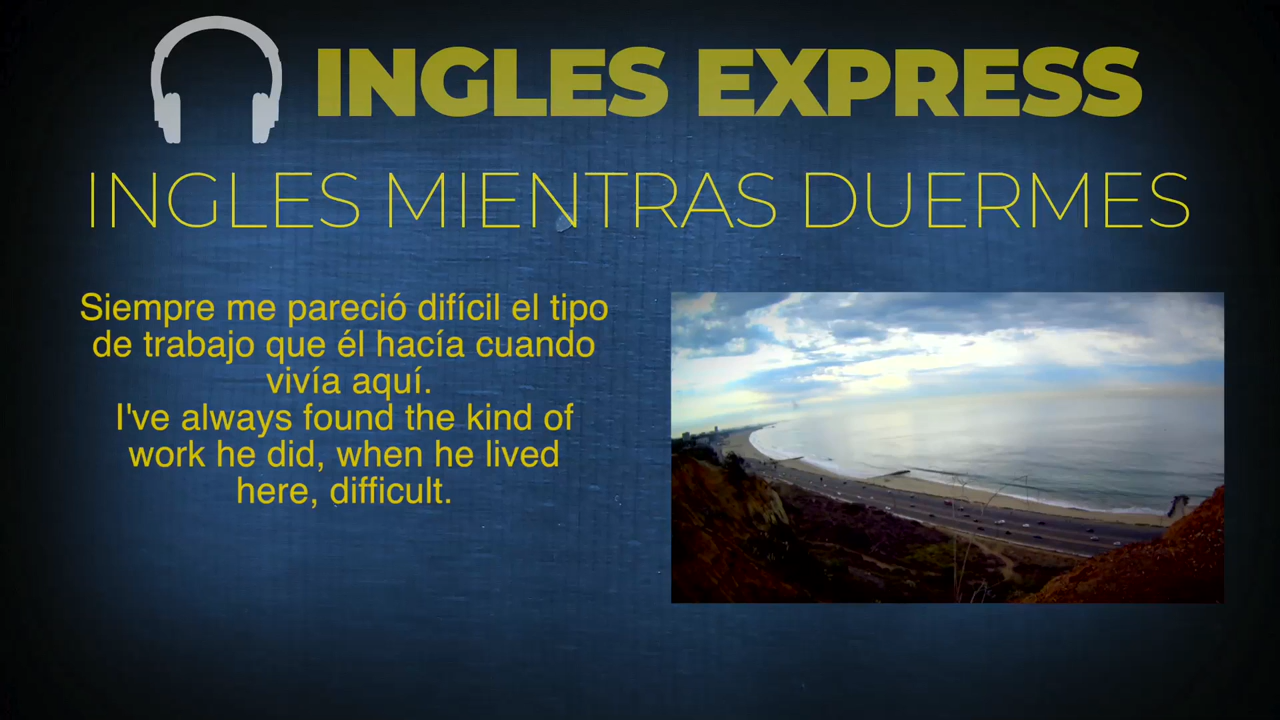 INGLES EXPRESS
INGLES MIENTRAS DUERMES
Siempre me pareció difícil el tipo
de trabajo que él hacía cuando
vivía aquí.
I've always found the kind of
work he did, when he lived
here, difficult.